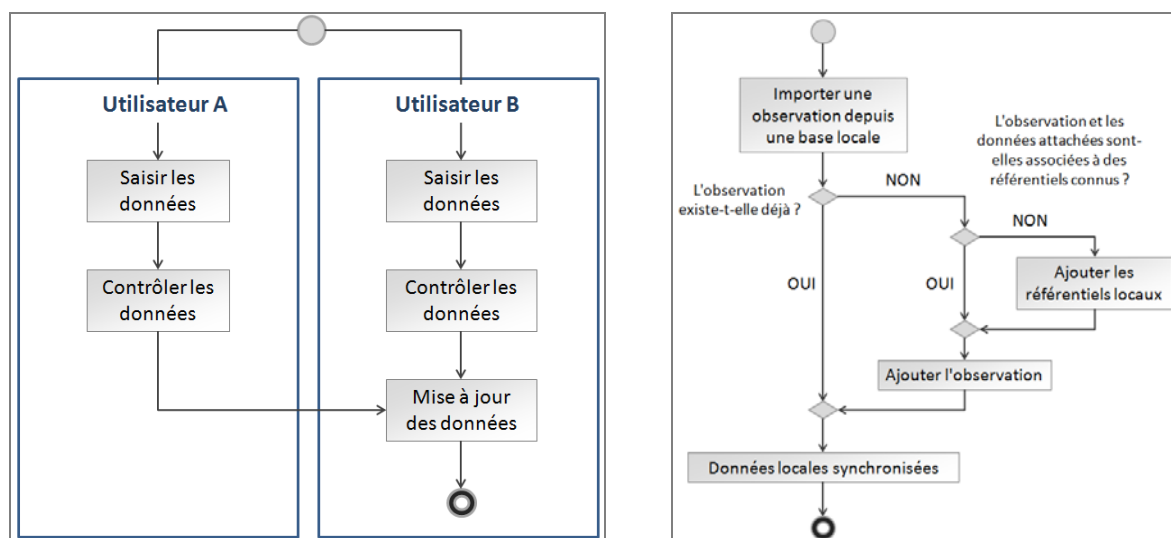 Utilisateur A
Utilisateur B
Saisir les
données
Saisir les
données
Contrôler les
données
Contrôler les
données
Mise à jour
des données
Importer une
observation depuis
une base locale
L'observation et les
données attachées sont-
elles associées à des
référentiels connus ?
L'observation
existe-t-elle déjà ?
NON
NON
OUI
OUI
Ajouter les
référentiels locaux
Ajouter l'observation
Données locales synchronisées